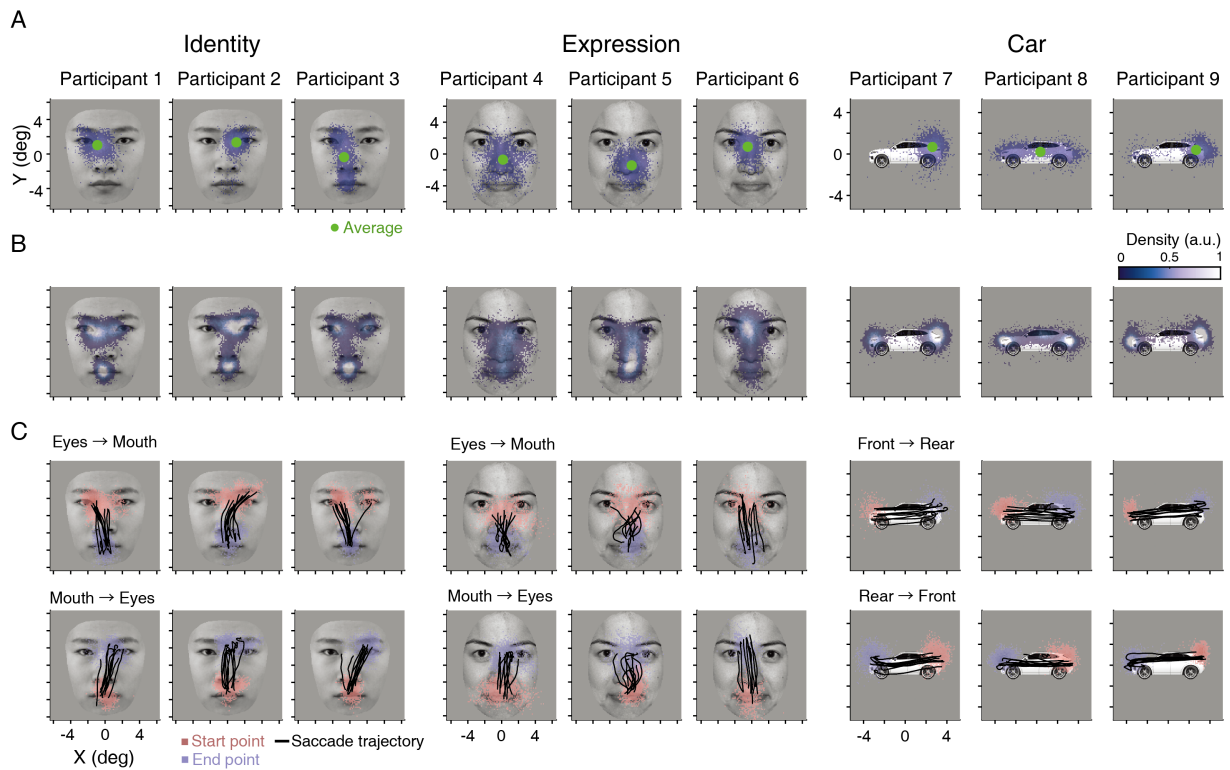 A
Identity
Expression
Car
Participant 1
Participant 2
Participant 3
Participant 4
Participant 5
Participant 6
Participant 7
Participant 8
Participant 9
Y (deg)
4
0
-4
4
0
-4
4
0
-4
Average
B
Density (a.u.)
0 0.5 1
C
Eyes → Mouth
Eyes → Mouth
Front → Rear
Mouth → Eyes
Mouth → Eyes
Rear → Front
-4 0 4
-4 0 4
-4 0 4
X (deg)
Start point
Saccade trajectory
End point